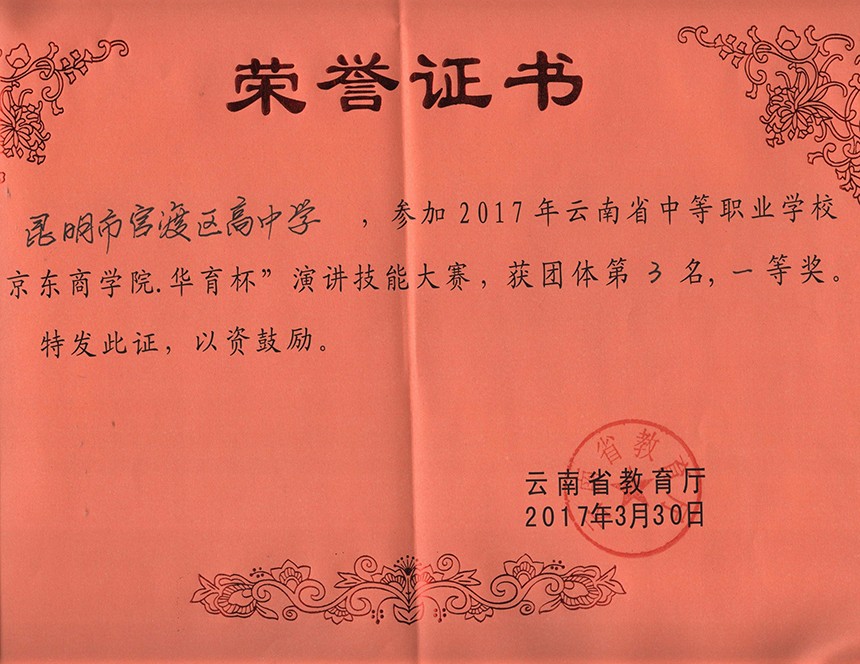 荣誉证书
昆明市官渡区高中学，参加2017年云南省中等职业学校
京东商学院.华育杯”演讲技能大赛，获团体第3名,一等奖。
特发此证，以资鼓励。
云南省教育厅
2017年3月30日